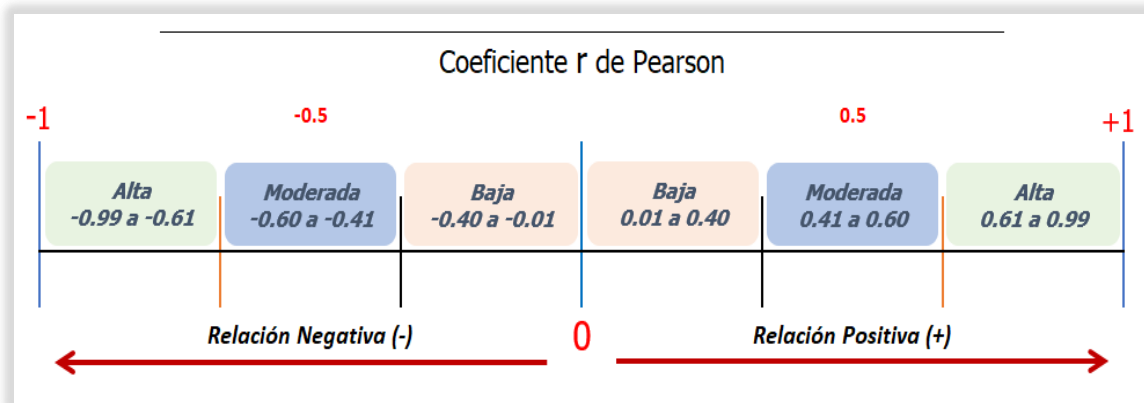 Coeficiente r de Pearson
-1 -0.5 0.5 +1
Alta Moderada Baja Baja Moderada Alta
-0.99 a -0.61 -0.60 a -0.41 -0.40 a -0.01 0.01 a 0.40 0.41 a 0.60 0.61 a 0.99
Relación Negativa (-) 0 Relación Positiva (+)